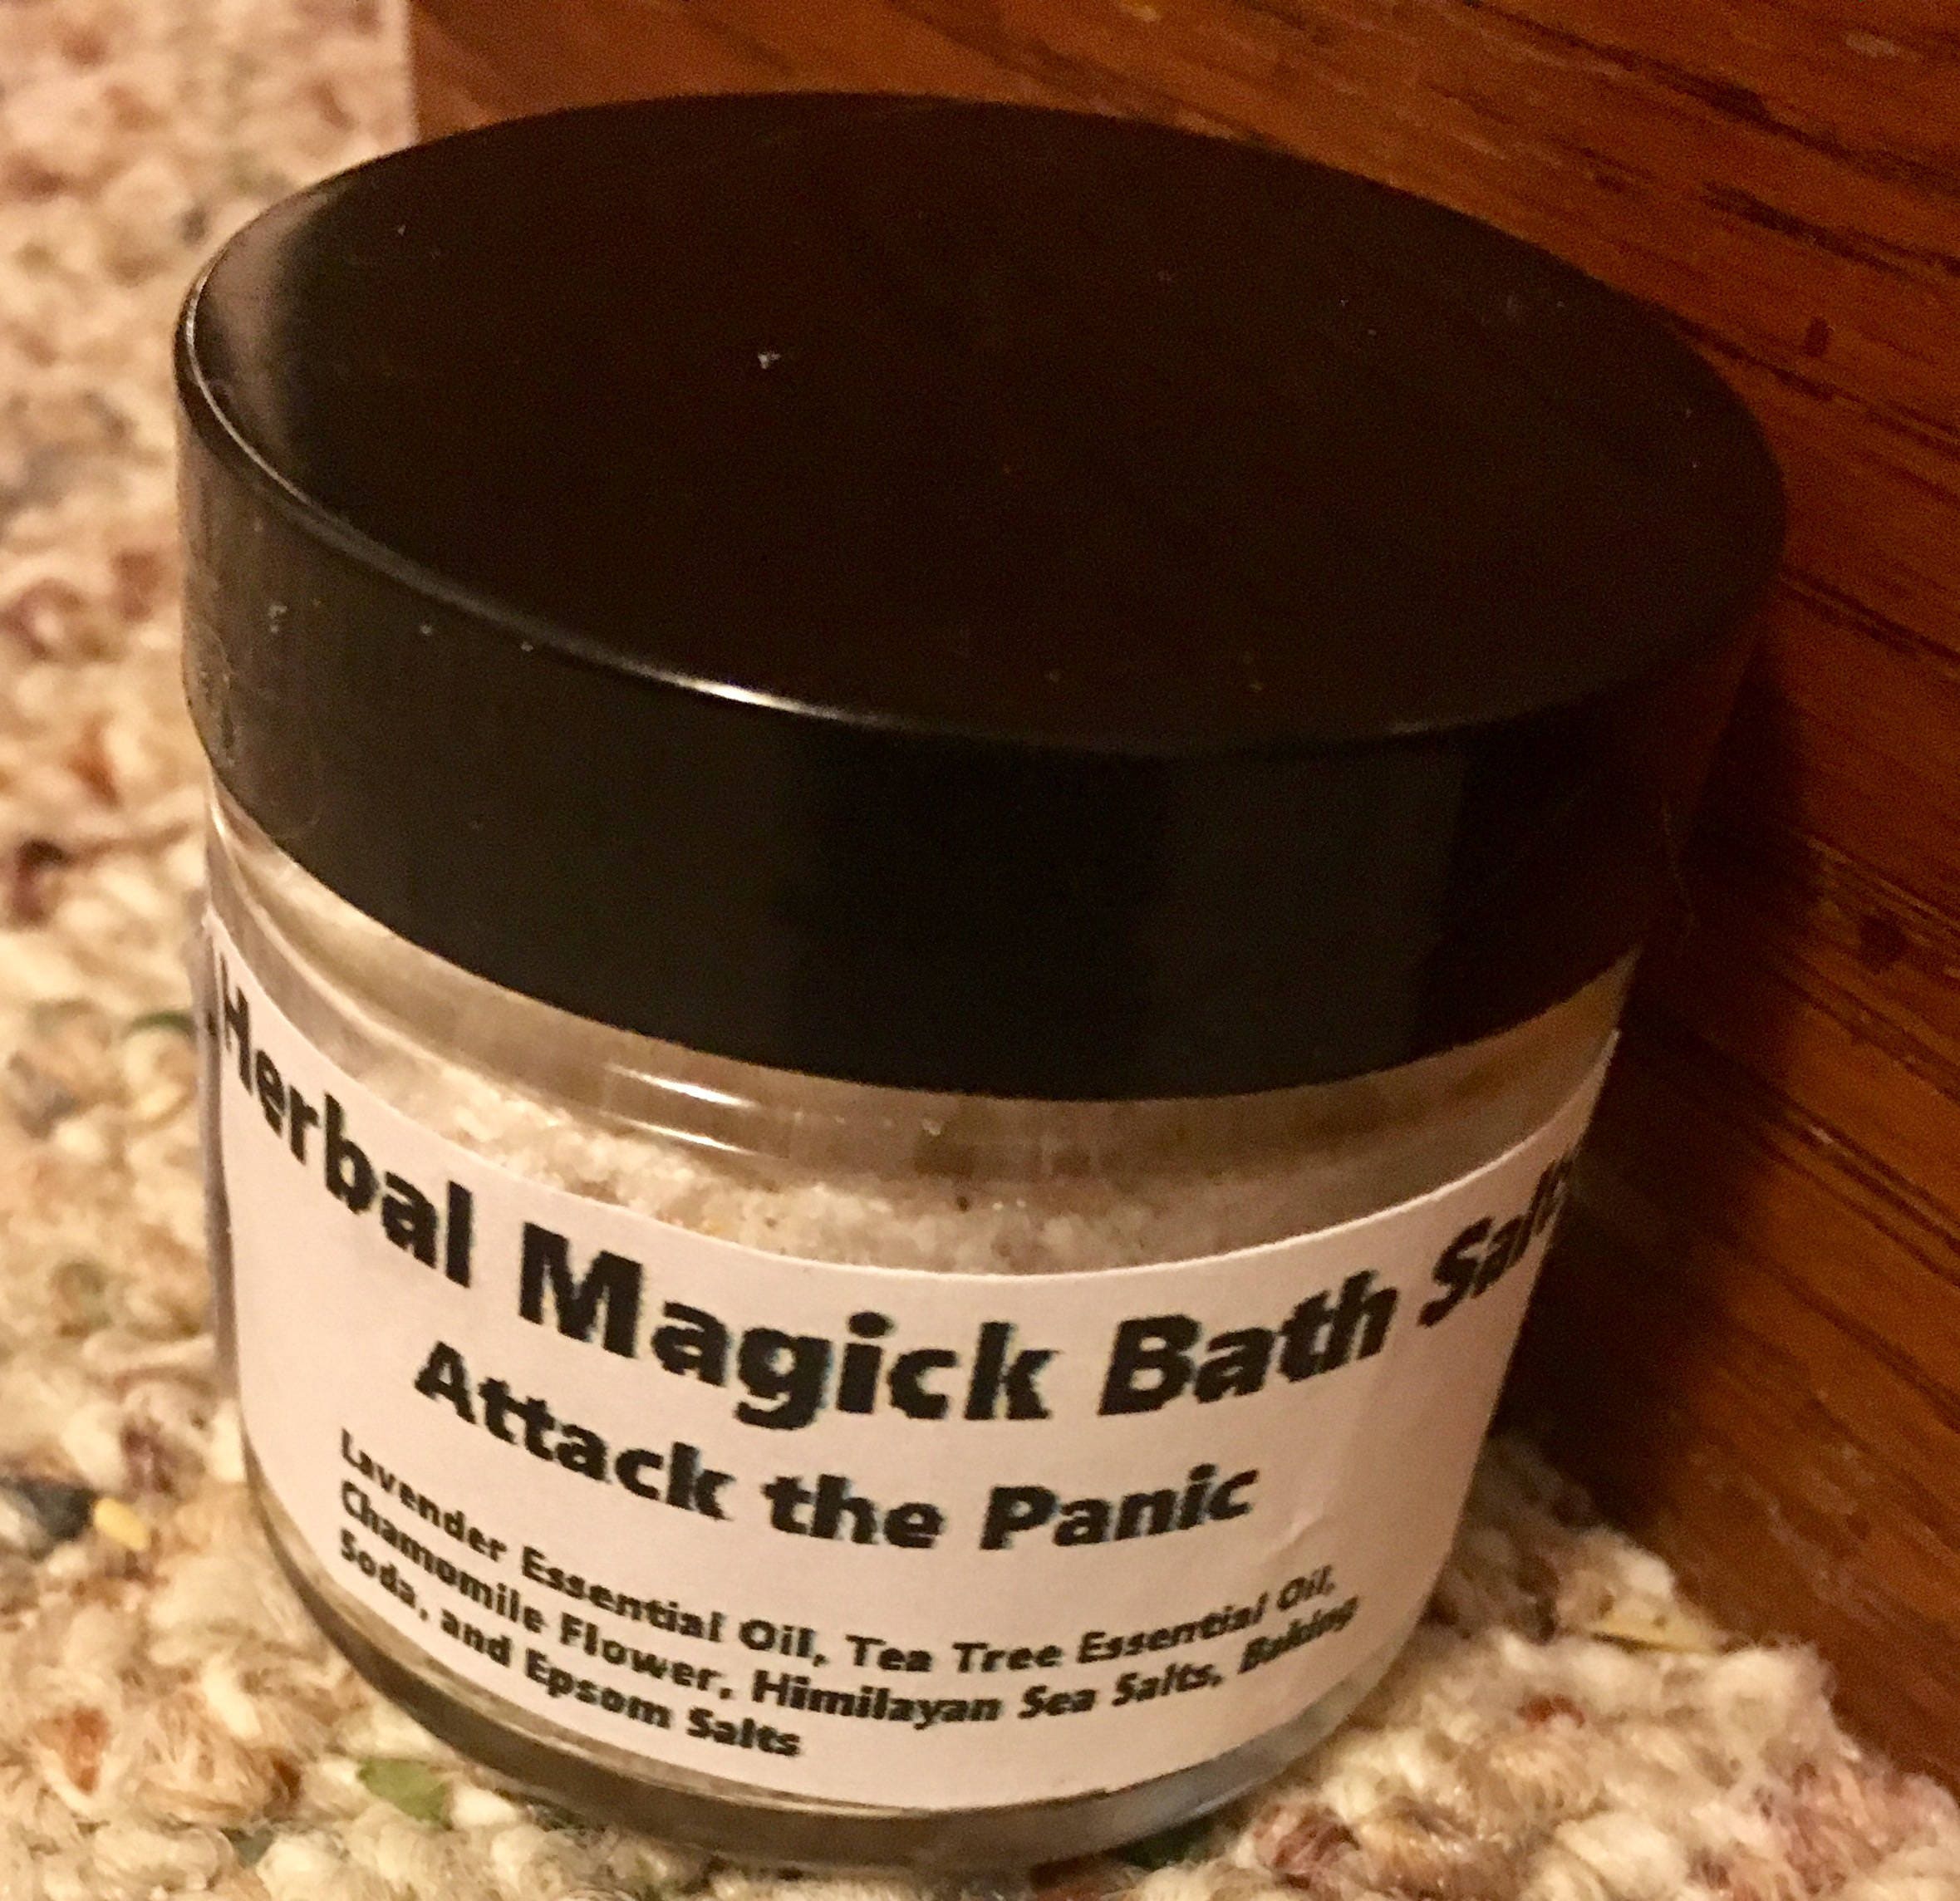 Herbal Magick Bath Salts
Attack the Panic
Lavender Essential Oil, Tea Tree Essential Oil,
Chamomile Flower, Himilayan Sea Salts, Baking
Soda, and Epsom Salts